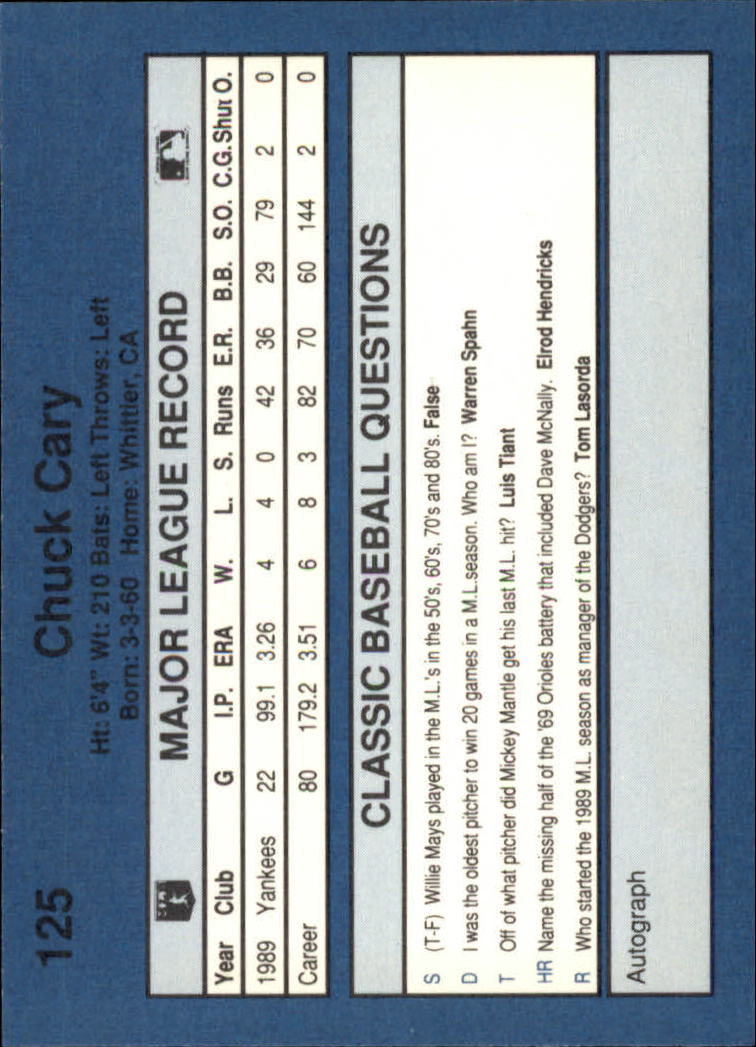 125 Chuck Cary
Ht: 6'4" Wt: 210 Bats: Left Throws: Left
Born: 3-3-60 Home: Whittier, CA
MAJOR LEAGUE RECORD
Year Club G I.P. ERA W. L. S. Runs E.R. B.B. S.O. C.G. Shut O.
1989 Yankees 22 99.1 3.26 4 4 0 42 36 29 79 2 0
Career 80 179.2 3.51 6 8 3 82 70 60 144 2 0
CLASSIC BASEBALL QUESTIONS
S (T-F) Willie Mays played in the M.L.'s in the 50's, 60's, 70's and 80's. False
D I was the oldest pitcher to win 20 games in a M.L. season. Who am I? Warren Spahn
T Off of what pitcher did Mickey Mantle get his last M.L. hit? Luis Tiant
HR Name the missing half of the '69 Orioles battery that included Dave McNally. Elrod Hendricks
R Who started the 1989 M.L. season as manager of the Dodgers? Tom Lasorda
Autograph